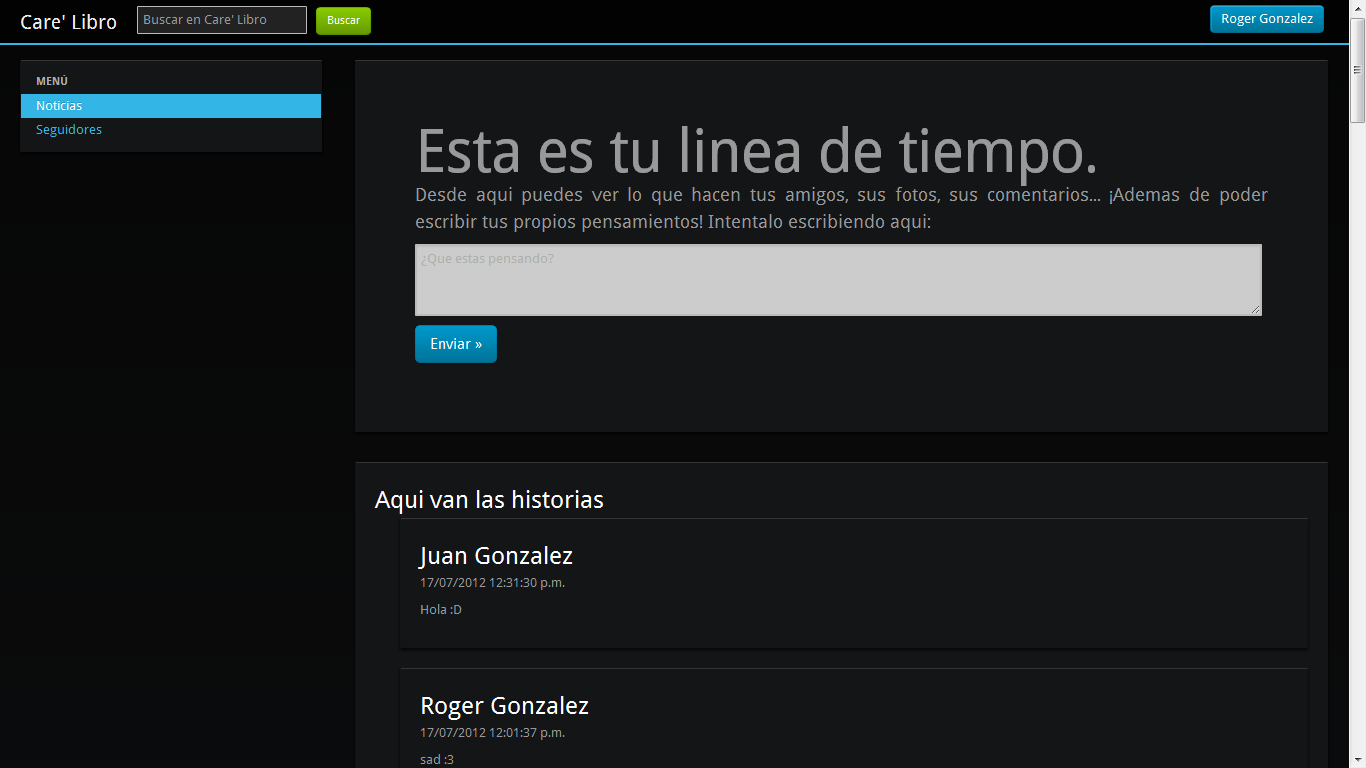 Care' Libro
Buscar en Care' Libro
Buscar
Roger Gonzalez
MENÚ
Noticias
Seguidores
Esta es tu linea de tiempo.
Desde aqui puedes ver lo que hacen tus amigos, sus fotos, sus comentarios... ¡Ademas de poder
escribir tus propios pensamientos! Intentalo escribiendo aqui:
¿Que estas pensando?
Enviar »
Aqui van las historias
Juan Gonzalez
17/07/2012 12:31:30 p.m.
Hola :D
Roger Gonzalez
17/07/2012 12:01:37 p.m.
sad :3